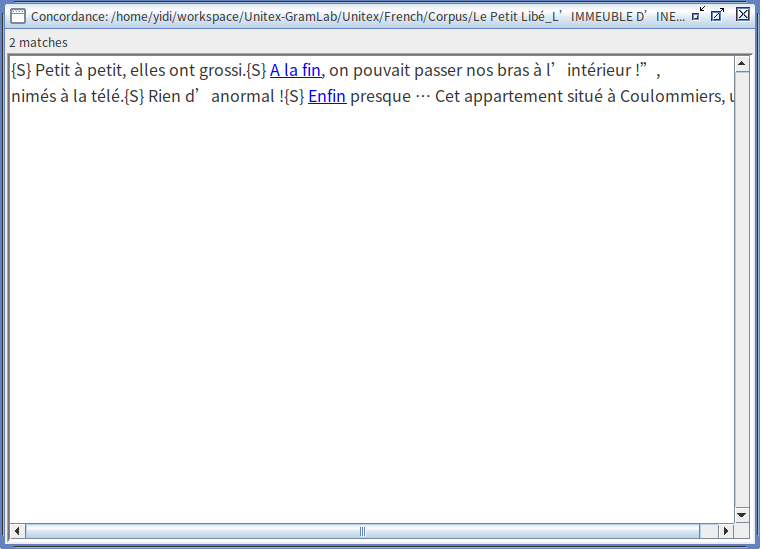 Concordance: /home/yidi/workspace/Unitex-GramLab/Unitex/French/Corpus/Le Petit Libé_L’IMMEUBLE D’INE...
2 matches
{S} Petit à petit, elles ont grossi.{S} A la fin, on pouvait passer nos bras à l’intérieur !”,
nimés à la télé.{S} Rien d’anormal !{S} Enfin presque … Cet appartement situé à Coulommiers,